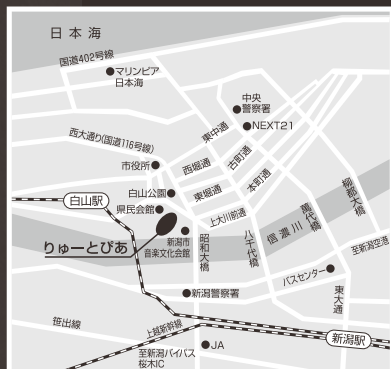 日本海
国道402号線
マリンピア
日本海
中央
警察署
NEXT21
西大通り(国道116号線)
東中通
西堀通
古町通
市役所
東堀通
本町通
白山公園
白山駅
県民会館
上大川前通
柳都大橋
萬代橋
信濃川
りゅーとぴあ
新潟市
音楽文化会館
昭和大橋
八千代橋
至新潟空港
バスセンター
東大通
新潟警察署
笹出線
上越新幹線
新潟駅
至新潟バイパス
桜木IC
JA